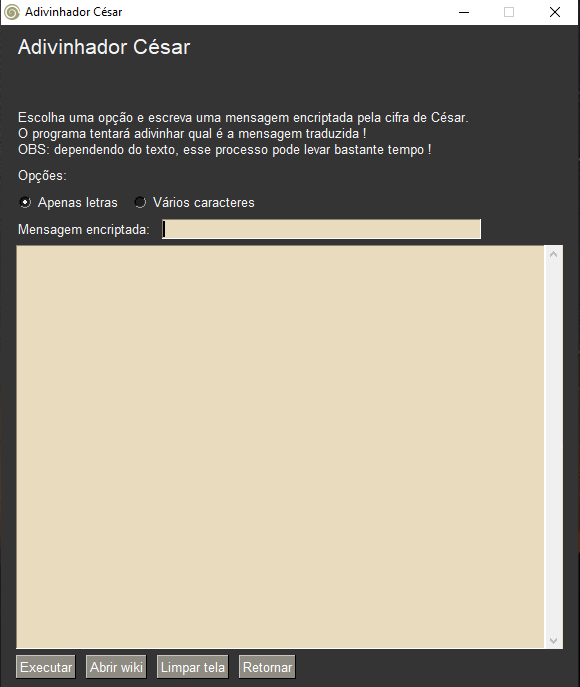 Adivinhador César
Adivinhador César
Escolha uma opção e escreva uma mensagem encriptada pela cifra de César.
O programa tentará adivinhar qual é a mensagem traduzida !
OBS: dependendo do texto, esse processo pode levar bastante tempo !
Opções:
Apenas letras Vários caracteres
Mensagem encriptada:
Executar Abrir wiki Limpar tela Retornar